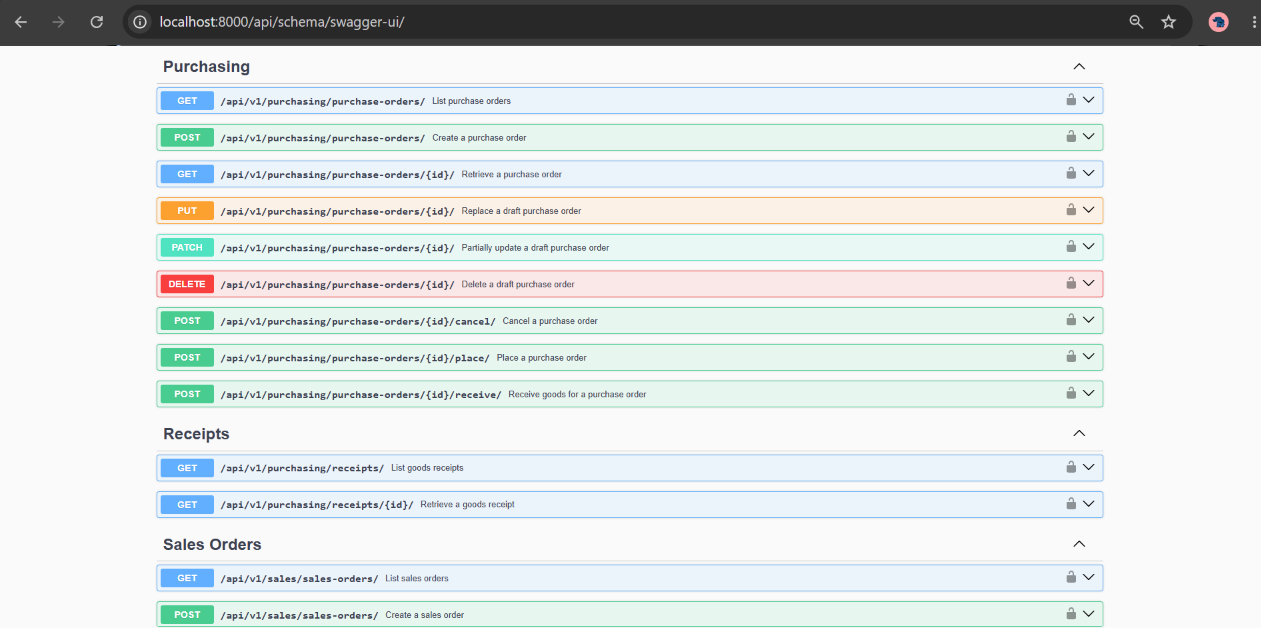 localhost:8000/api/schema/swagger-ui/
Purchasing
GET /api/v1/purchasing/purchase-orders/ List purchase orders
POST /api/v1/purchasing/purchase-orders/ Create a purchase order
GET /api/v1/purchasing/purchase-orders/{id}/ Retrieve a purchase order
PUT /api/v1/purchasing/purchase-orders/{id}/ Replace a draft purchase order
PATCH /api/v1/purchasing/purchase-orders/{id}/ Partially update a draft purchase order
DELETE /api/v1/purchasing/purchase-orders/{id}/ Delete a draft purchase order
POST /api/v1/purchasing/purchase-orders/{id}/cancel/ Cancel a purchase order
POST /api/v1/purchasing/purchase-orders/{id}/place/ Place a purchase order
POST /api/v1/purchasing/purchase-orders/{id}/receive/ Receive goods for a purchase order
Receipts
GET /api/v1/purchasing/receipts/ List goods receipts
GET /api/v1/purchasing/receipts/{id}/ Retrieve a goods receipt
Sales Orders
GET /api/v1/sales/sales-orders/ List sales orders
POST /api/v1/sales/sales-orders/ Create a sales order